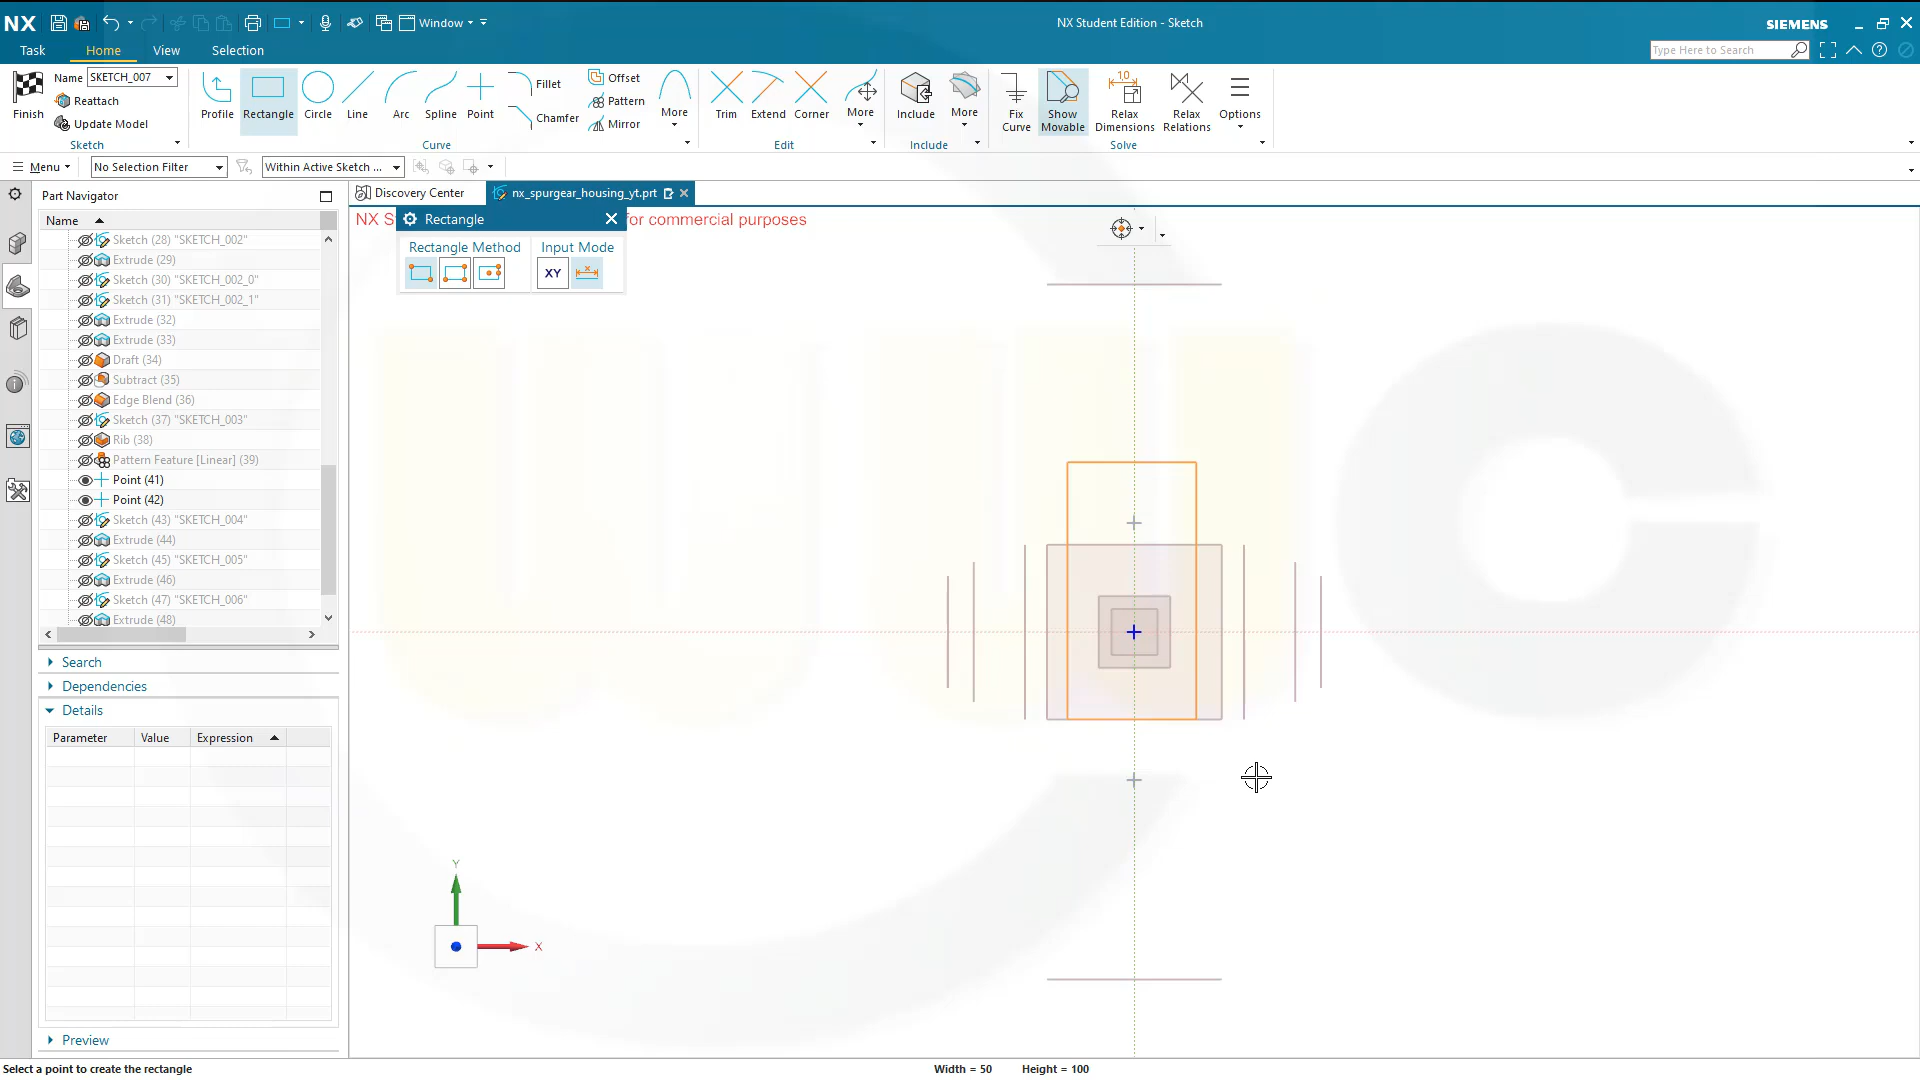 NX
Window
NX Student Edition - Sketch
SIEMENS
Task
Home
View
Selection
Type Here to Search
Finish
Name
SKETCH_007
Reattach
Update Model
Sketch
Profile
Rectangle
Circle
Line
Arc
Spline
Point
Fillet
Chamfer
Offset
Pattern
Mirror
More
Curve
Trim
Extend
Corner
More
Edit
Include
More
Include
Fix Curve
Show Movable
1,0
Relax Dimensions
Relax Relations
Options
Solve
Menu
No Selection Filter
Within Active Sketch ...
Part Navigator
Discovery Center
nx_spurgear_housing_yt.prt
Name
NX S
for commercial purposes
Rectangle
Rectangle Method
Input Mode
XY
Sketch (28) "SKETCH_002"
Extrude (29)
Sketch (30) "SKETCH_002_0"
Sketch (31) "SKETCH_002_1"
Extrude (32)
Extrude (33)
Draft (34)
Subtract (35)
Edge Blend (36)
Sketch (37) "SKETCH_003"
Rib (38)
Pattern Feature [Linear] (39)
Point (41)
Point (42)
Sketch (43) "SKETCH_004"
Extrude (44)
Sketch (45) "SKETCH_005"
Extrude (46)
Sketch (47) "SKETCH_006"
Extrude (48)
Search
Dependencies
Details
Parameter
Value
Expression
Preview
Y
X
Select a point to create the rectangle
Width = 50
Height = 100